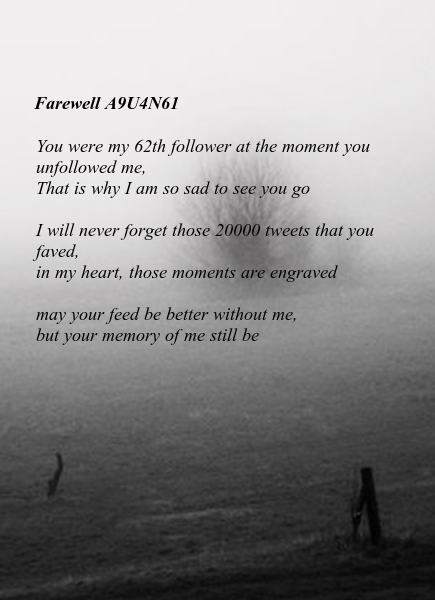 Farewell A9U4N61
You were my 62th follower at the moment you
unfollowed me,
That is why I am so sad to see you go
I will never forget those 20000 tweets that you
faved,
in my heart, those moments are engraved
may your feed be better without me,
but your memory of me still be